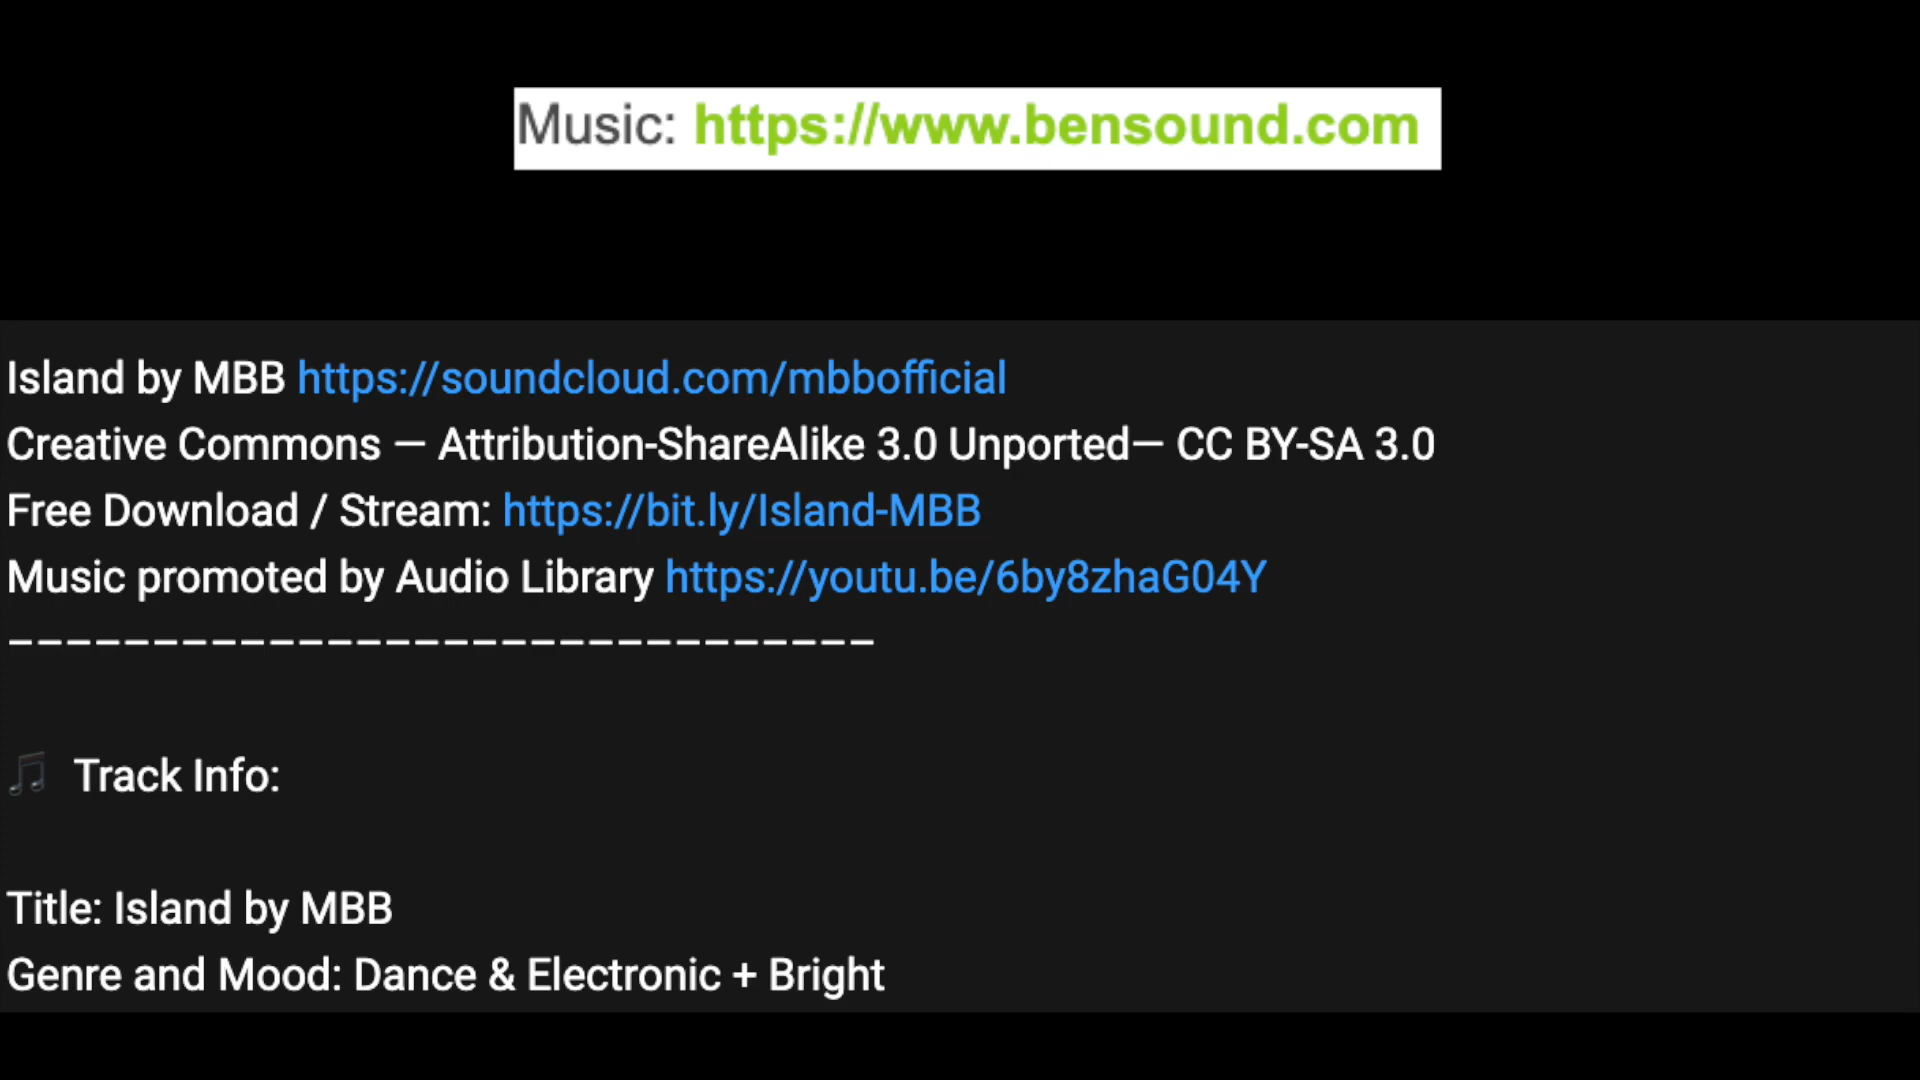 Music: https://www.bensound.com
Island by MBB https://soundcloud.com/mbbofficial
Creative Commons — Attribution-ShareAlike 3.0 Unported— CC BY-SA 3.0
Free Download / Stream: https://bit.ly/Island-MBB
Music promoted by Audio Library https://youtu.be/6by8zhaG04Y
––––––––––––––––––––––––––––––
🎵 Track Info:
Title: Island by MBB
Genre and Mood: Dance & Electronic + Bright